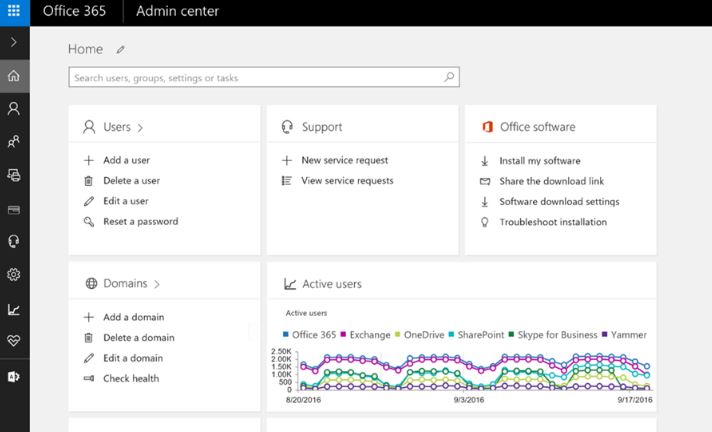 Office 365 Admin center
Home
Search users, groups, settings or tasks
Users
Add a user
Delete a user
Edit a user
Reset a password
Support
New service request
View service requests
Office software
Install my software
Share the download link
Software download settings
Troubleshoot installation
Domains
Add a domain
Delete a domain
Edit a domain
Check health
Active users
Active users
Office 365 Exchange OneDrive SharePoint Skype for Business Yammer
2.50K
2.00K
1.50K
1.00K
500
0
8/20/2016 9/3/2016 9/17/2016